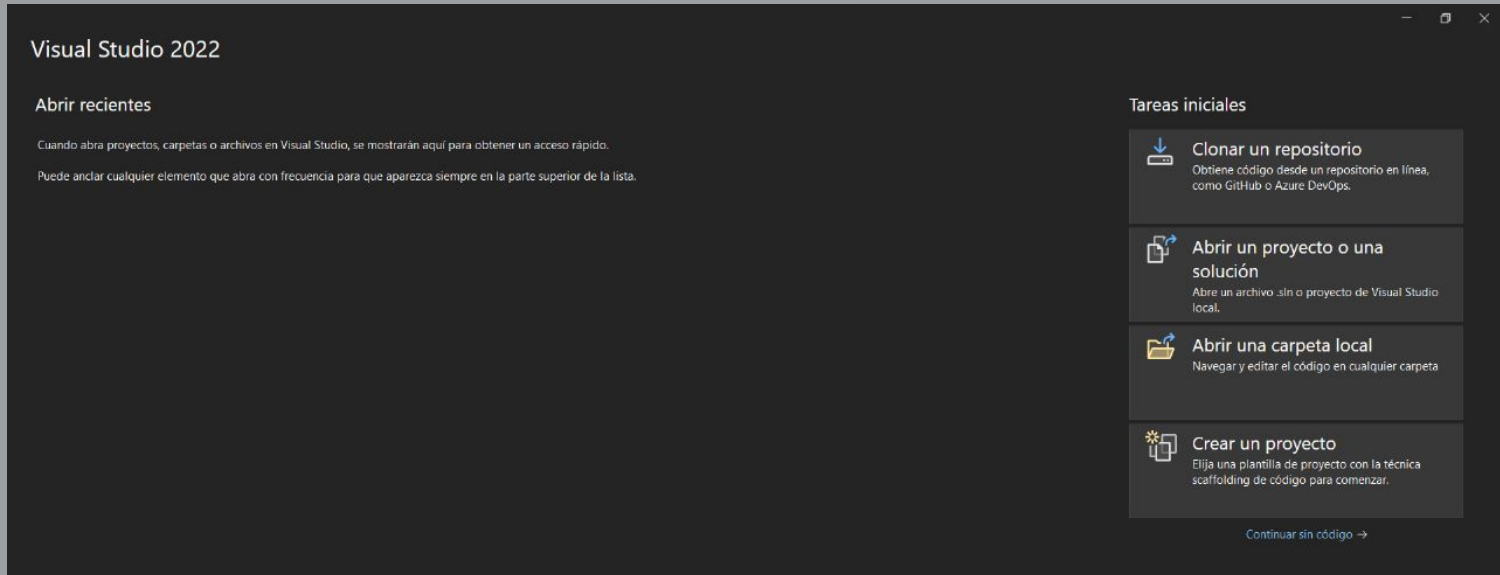 Visual Studio 2022
Abrir recientes
Cuando abra proyectos, carpetas o archivos en Visual Studio, se mostrarán aquí para obtener un acceso rápido.
Puede anclar cualquier elemento que abra con frecuencia para que aparezca siempre en la parte superior de la lista.
Tareas iniciales
Clonar un repositorio
Obtiene código desde un repositorio en línea,
como GitHub o Azure DevOps.
Abrir un proyecto o una
solución
Abre un archivo .sln o proyecto de Visual Studio
local.
Abrir una carpeta local
Navegar y editar el código en cualquier carpeta
Crear un proyecto
Elija una plantilla de proyecto con la técnica
scaffolding de código para comenzar.
Continuar sin código →